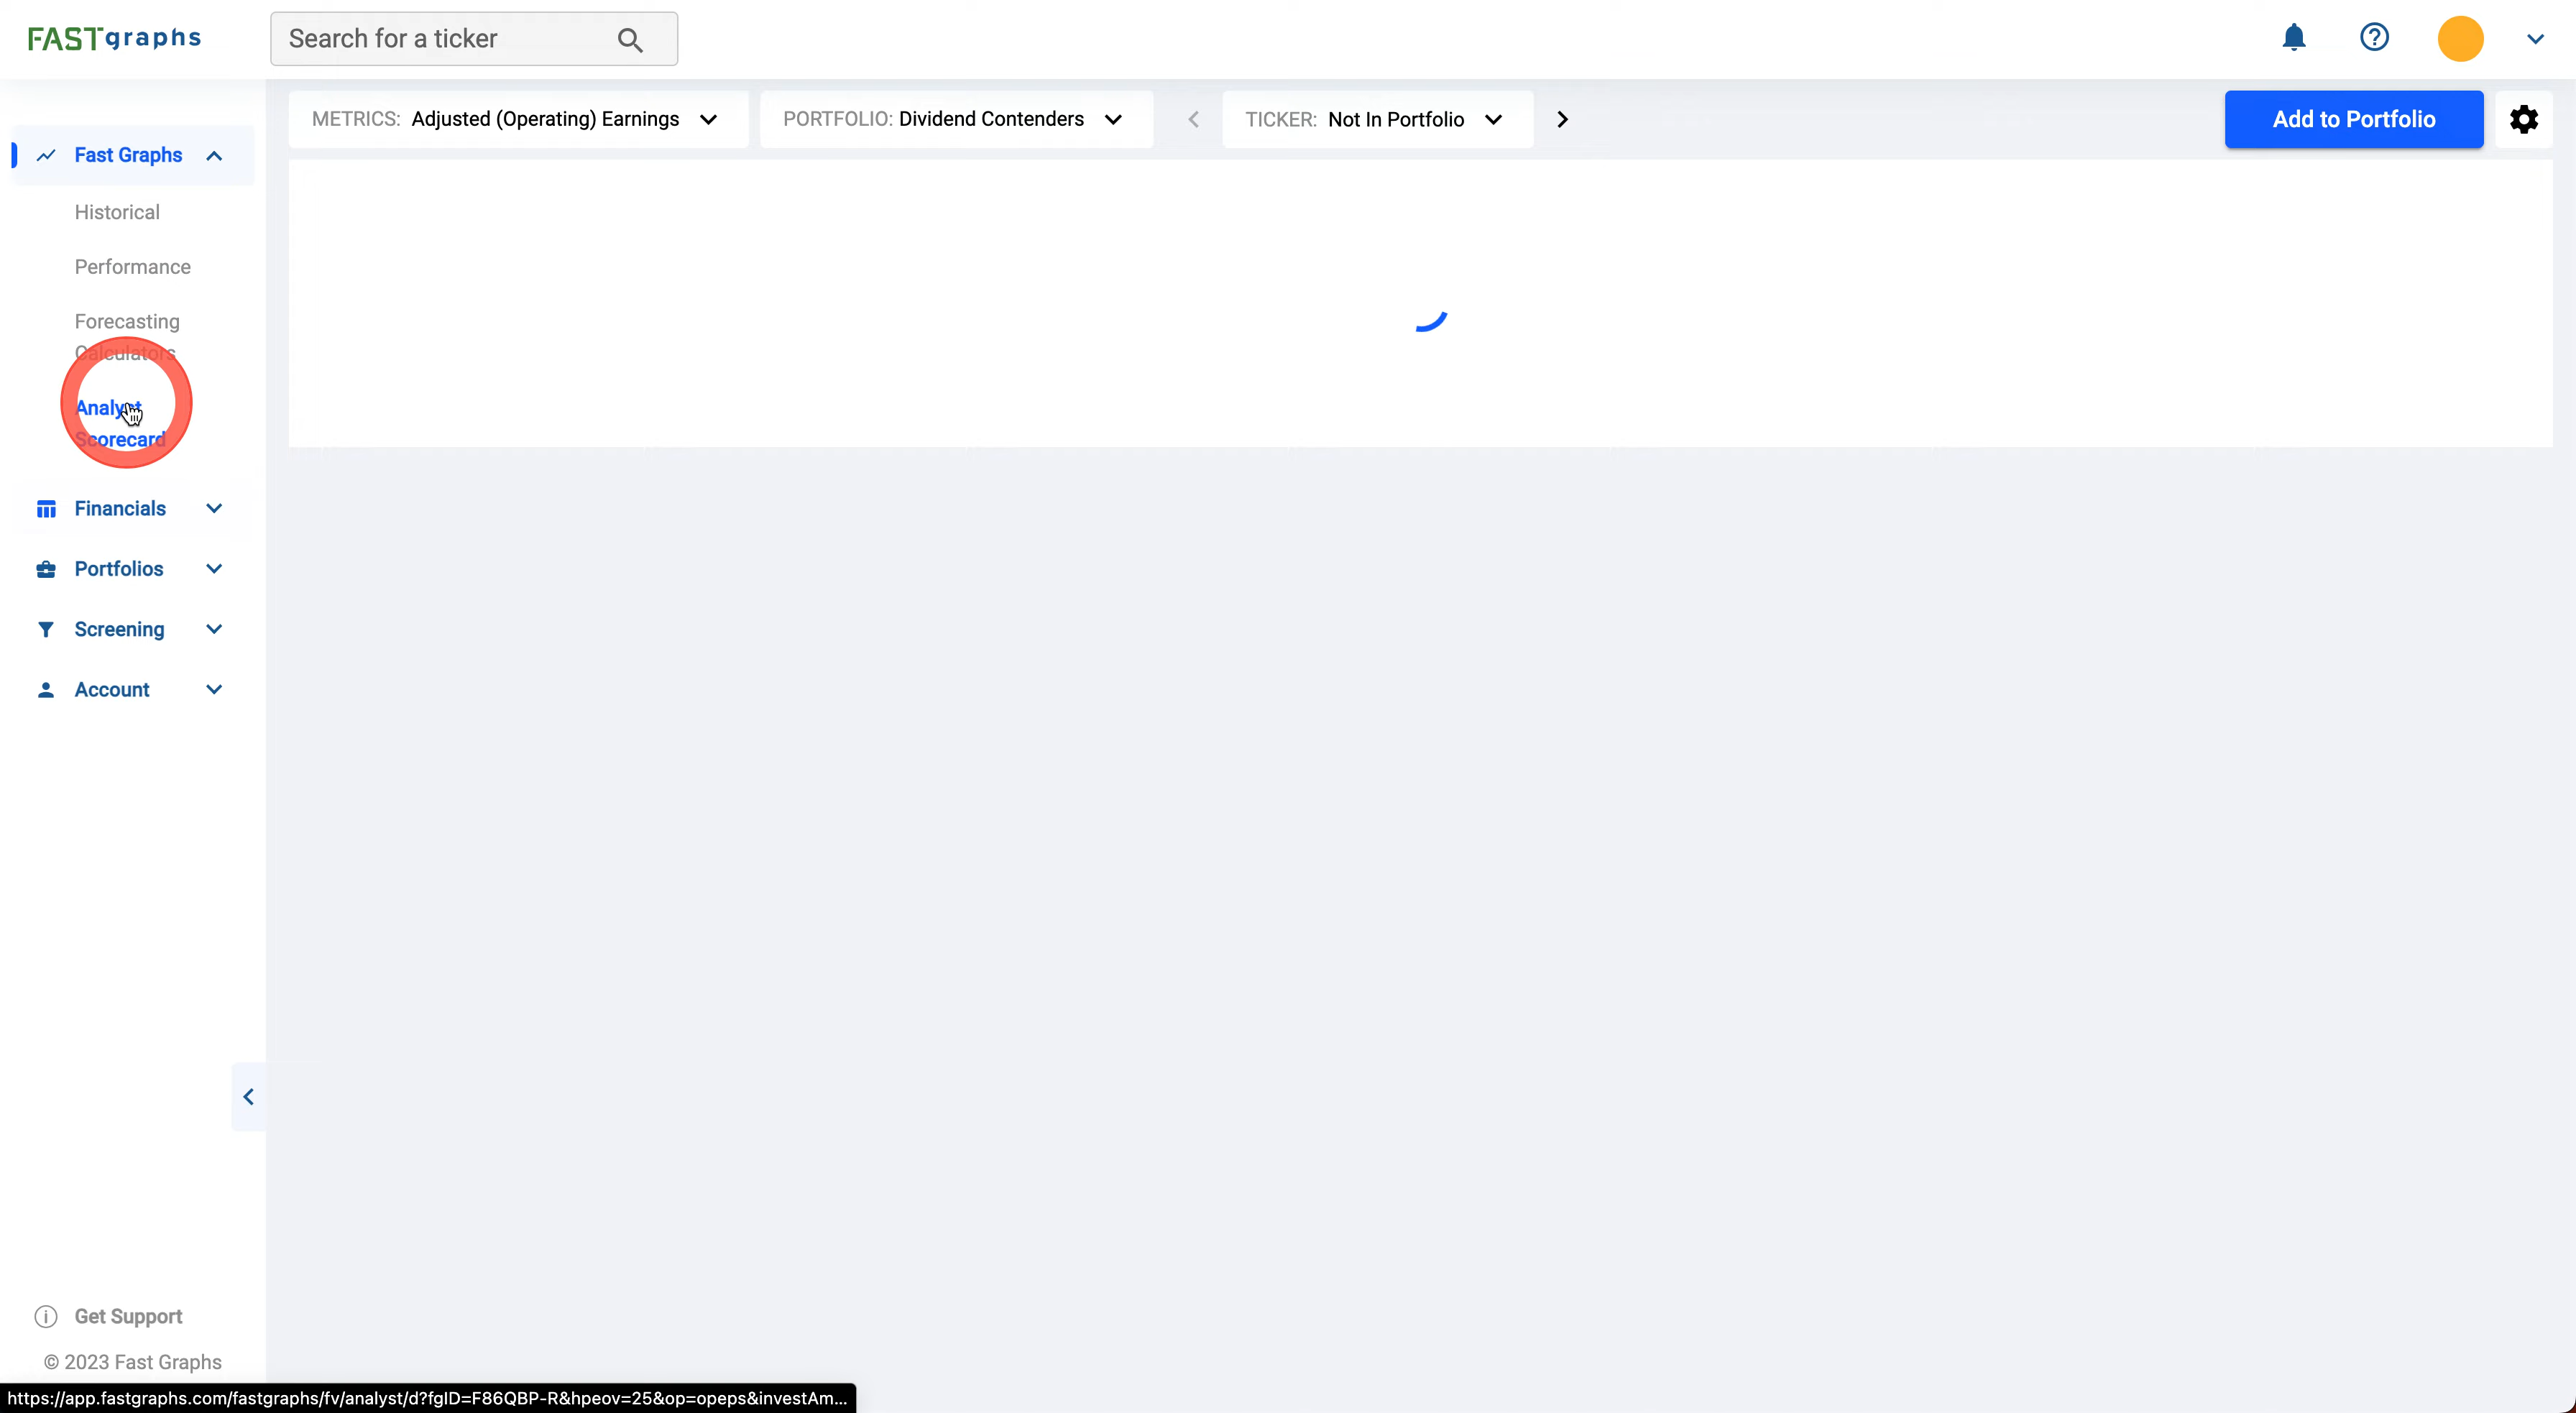 FASTgraphs
Search for a ticker
METRICS: Adjusted (Operating) Earnings
PORTFOLIO: Dividend Contenders
TICKER: Not In Portfolio
Add to Portfolio
Fast Graphs
Historical
Performance
Forecasting
Calculators
Analyst
Scorecard
Financials
Portfolios
Screening
Account
Get Support
© 2023 Fast Graphs
https://app.fastgraphs.com/fastgraphs/fv/analyst/d?fgID=F86QBP-R&hpeov=25&op=opeps&investAm...